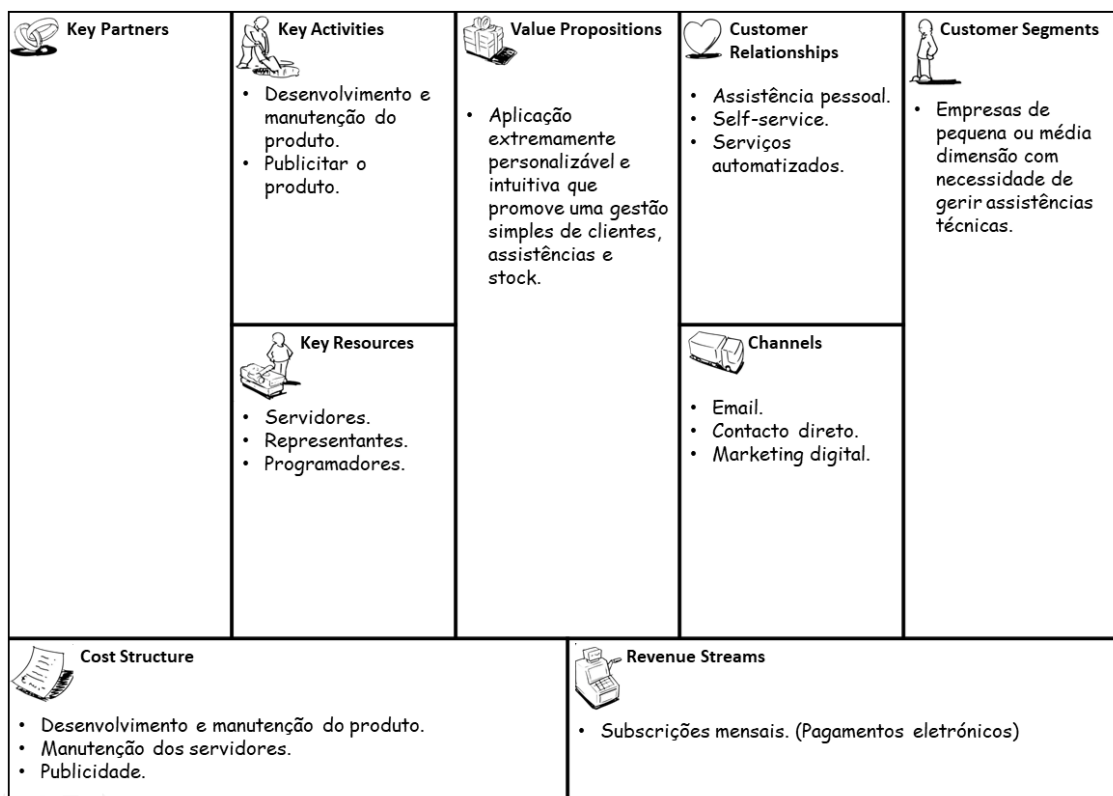 Key Partners
Key Activities
• Desenvolvimento e
manutenção do
produto.
• Publicitar o
produto.
Key Resources
• Servidores.
• Representantes.
• Programadores.
Value Propositions
• Aplicação
extremamente
personalizável e
intuitiva que
promove uma gestão
simples de clientes,
assistências e
stock.
Customer
Relationships
• Assistência pessoal.
• Self-service.
• Serviços
automatizados.
Channels
• Email.
• Contacto direto.
• Marketing digital.
Customer Segments
• Empresas de
pequena ou média
dimensão com
necessidade de
gerir assistências
técnicas.
Cost Structure
• Desenvolvimento e manutenção do produto.
• Manutenção dos servidores.
• Publicidade.
Revenue Streams
• Subscrições mensais. (Pagamentos eletrónicos)